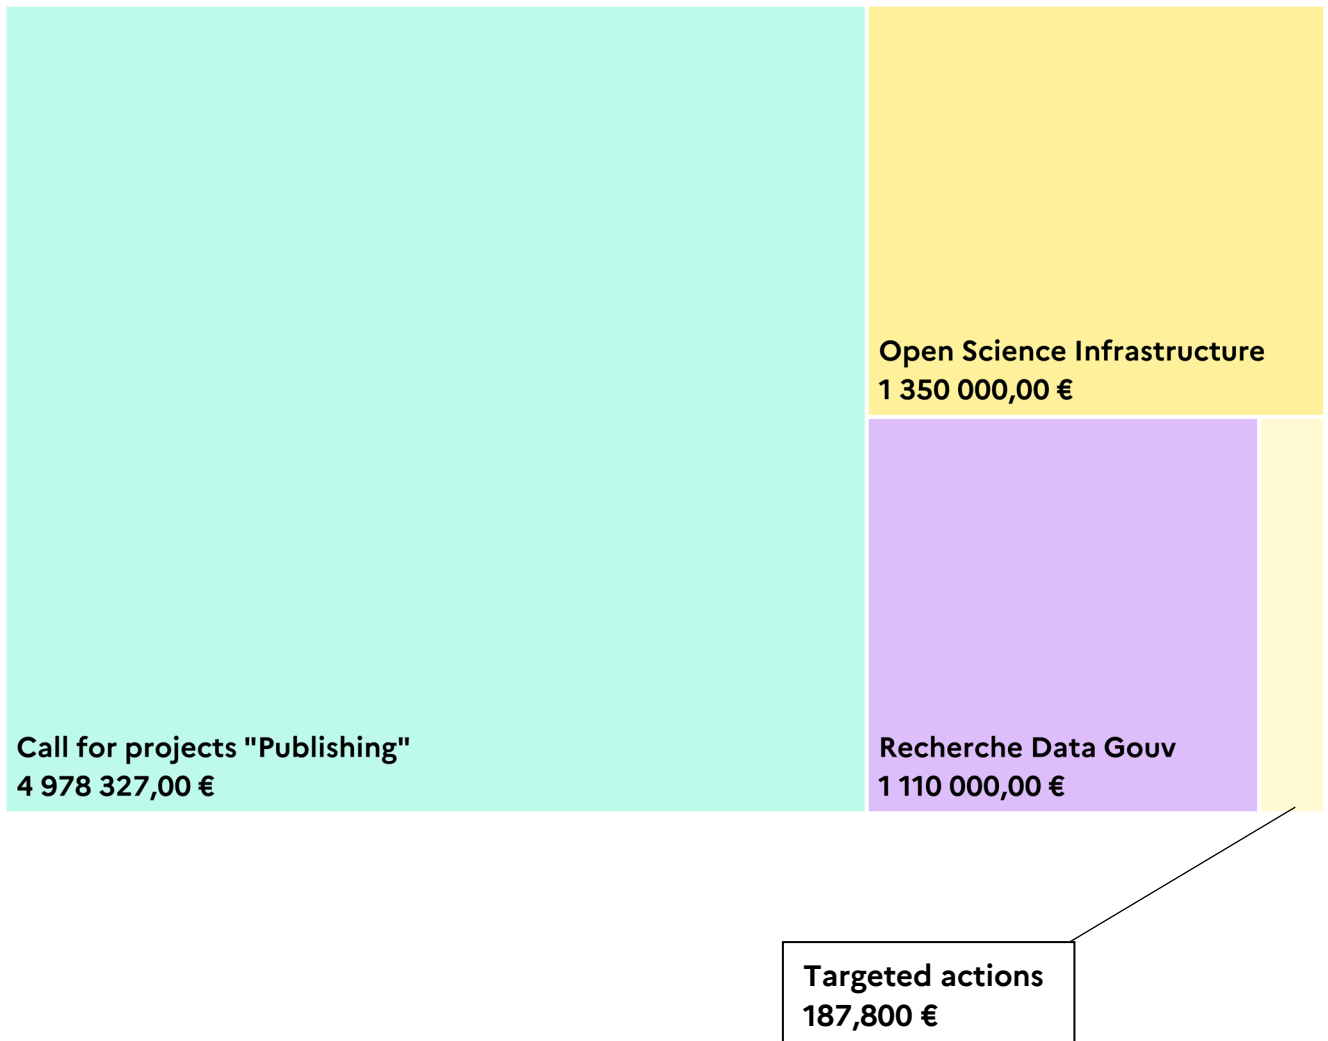 Open Science Infrastructure
1 350 000,00 €
Call for projects "Publishing"
4 978 327,00 €
Recherche Data Gouv
1 110 000,00 €
Targeted actions
187,800 €